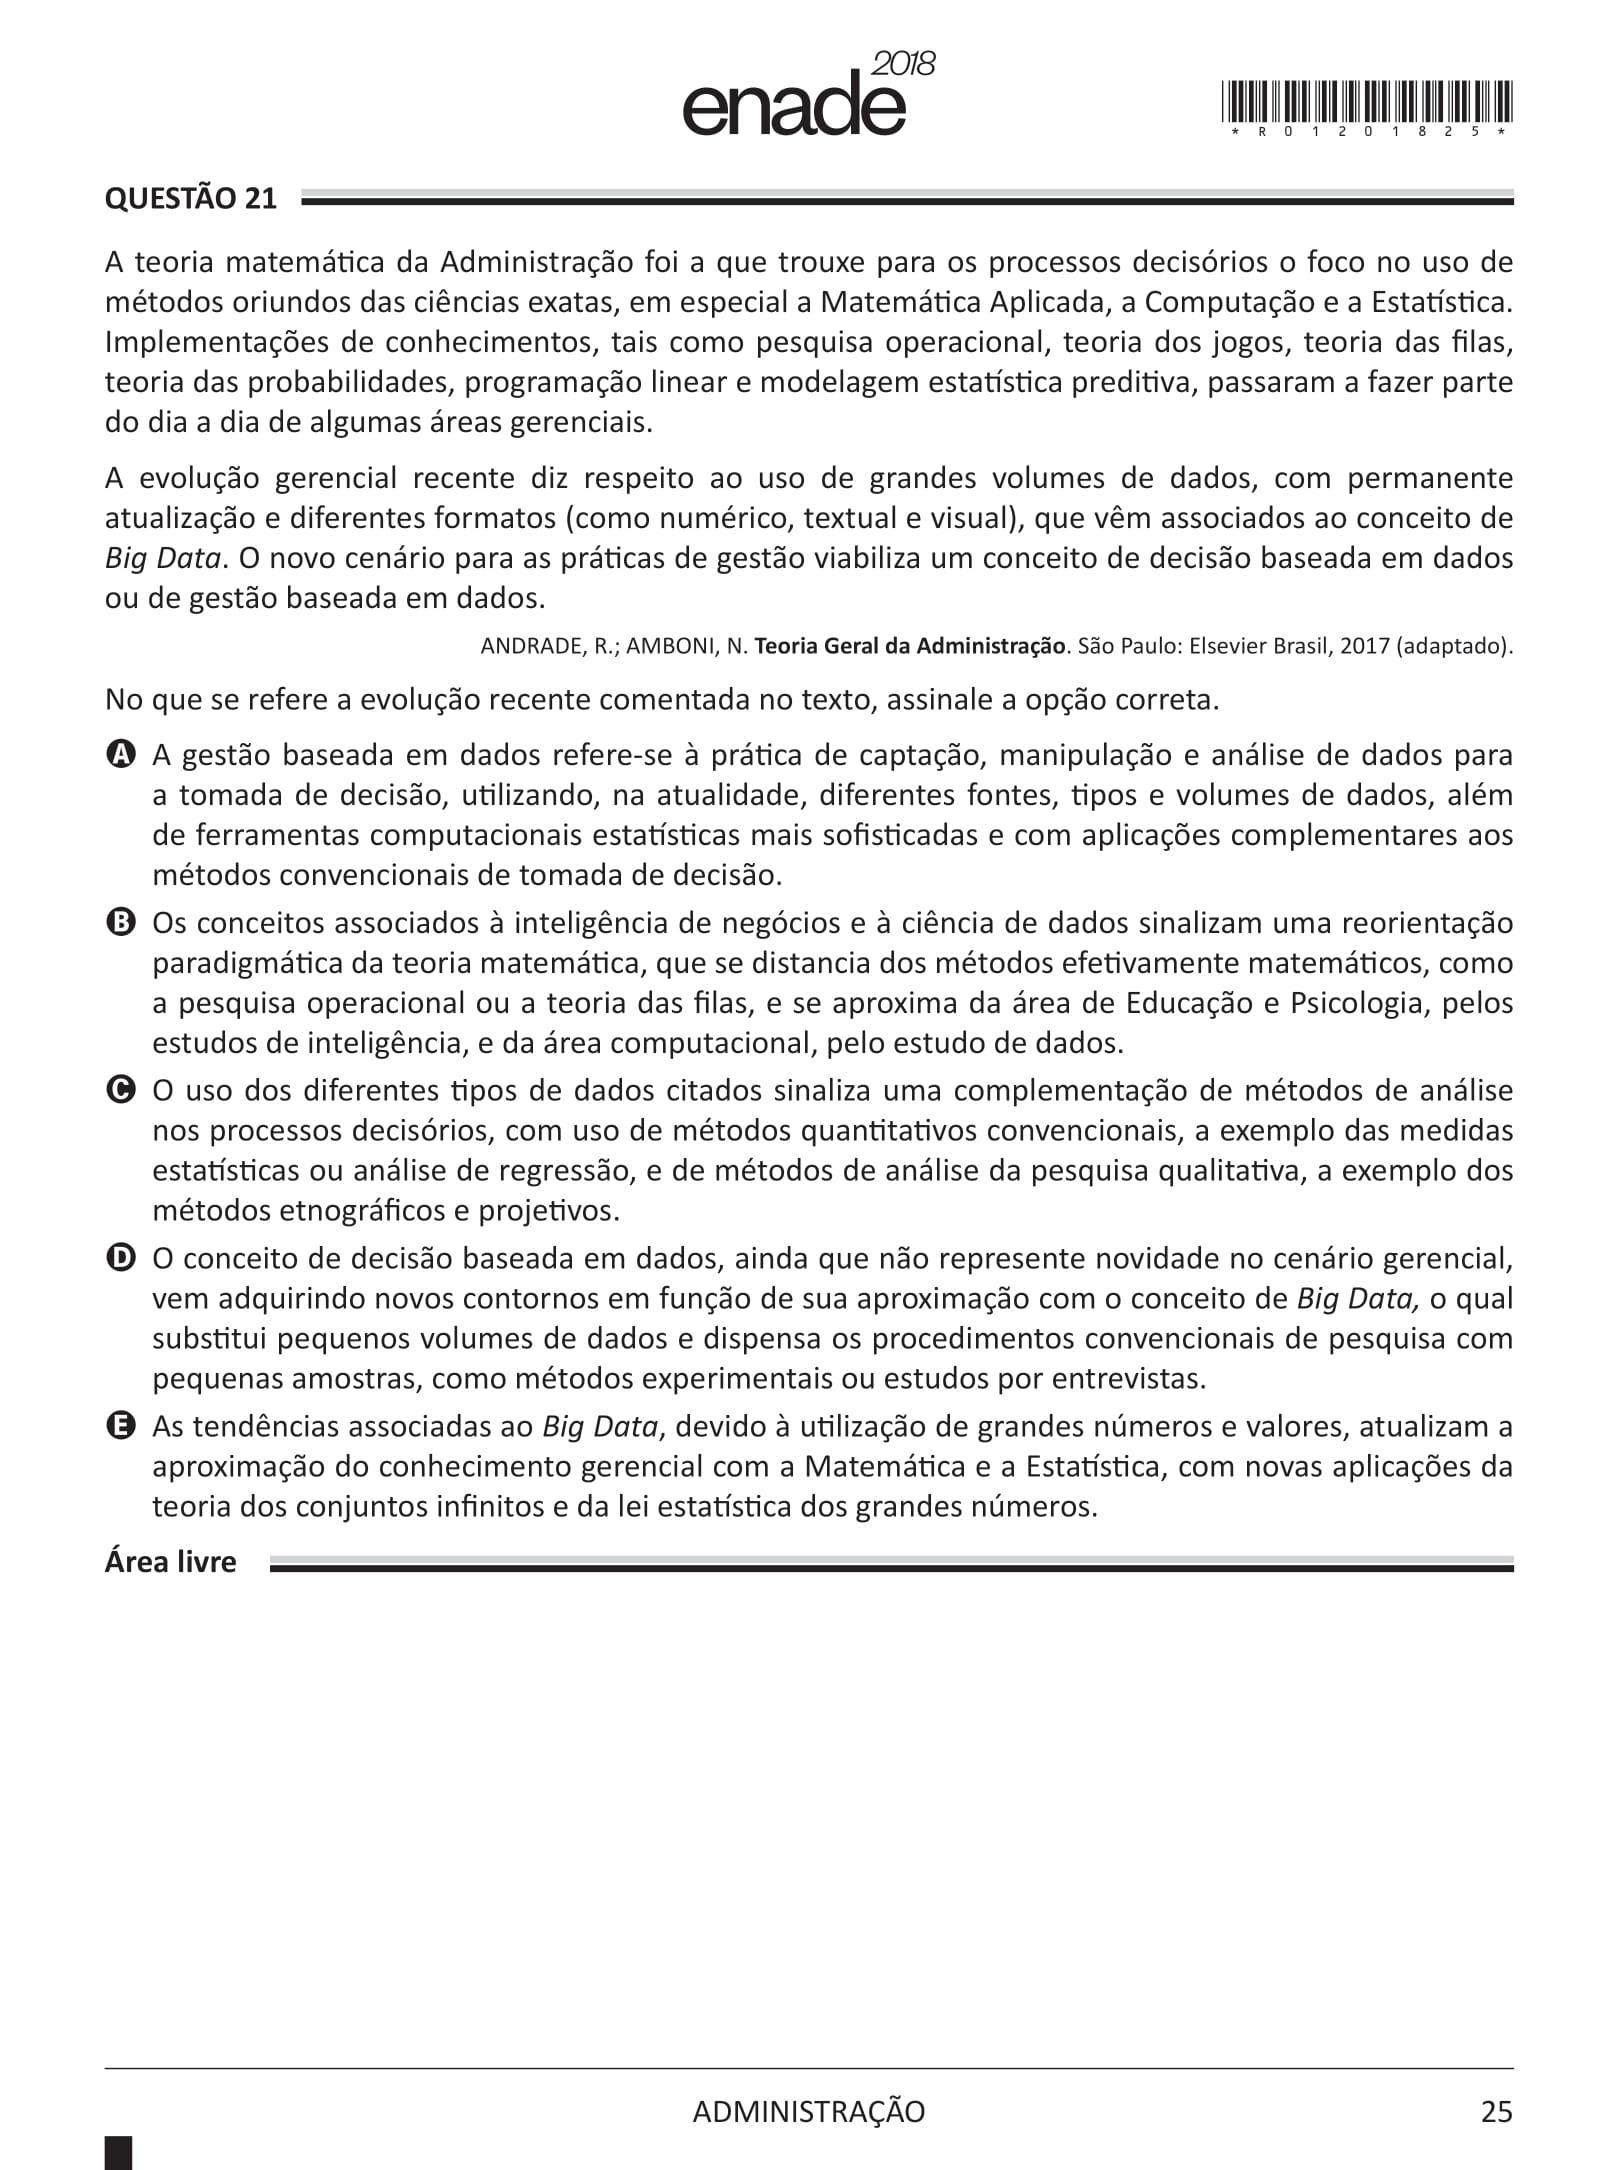 enade 2018
* R 0 1 2 0 1 8 2 5 *
QUESTÃO 21
A teoria matemática da Administração foi a que trouxe para os processos decisórios o foco no uso de
métodos oriundos das ciências exatas, em especial a Matemática Aplicada, a Computação e a Estatística.
Implementações de conhecimentos, tais como pesquisa operacional, teoria dos jogos, teoria das filas,
teoria das probabilidades, programação linear e modelagem estatística preditiva, passaram a fazer parte
do dia a dia de algumas áreas gerenciais.
A evolução gerencial recente diz respeito ao uso de grandes volumes de dados, com permanente
atualização e diferentes formatos (como numérico, textual e visual), que vêm associados ao conceito de
Big Data. O novo cenário para as práticas de gestão viabiliza um conceito de decisão baseada em dados
ou de gestão baseada em dados.
ANDRADE, R.; AMBONI, N. Teoria Geral da Administração. São Paulo: Elsevier Brasil, 2017 (adaptado).
No que se refere a evolução recente comentada no texto, assinale a opção correta.
A A gestão baseada em dados refere-se à prática de captação, manipulação e análise de dados para
a tomada de decisão, utilizando, na atualidade, diferentes fontes, tipos e volumes de dados, além
de ferramentas computacionais estatísticas mais sofisticadas e com aplicações complementares aos
métodos convencionais de tomada de decisão.
B Os conceitos associados à inteligência de negócios e à ciência de dados sinalizam uma reorientação
paradigmática da teoria matemática, que se distancia dos métodos efetivamente matemáticos, como
a pesquisa operacional ou a teoria das filas, e se aproxima da área de Educação e Psicologia, pelos
estudos de inteligência, e da área computacional, pelo estudo de dados.
C O uso dos diferentes tipos de dados citados sinaliza uma complementação de métodos de análise
nos processos decisórios, com uso de métodos quantitativos convencionais, a exemplo das medidas
estatísticas ou análise de regressão, e de métodos de análise da pesquisa qualitativa, a exemplo dos
métodos etnográficos e projetivos.
D O conceito de decisão baseada em dados, ainda que não represente novidade no cenário gerencial,
vem adquirindo novos contornos em função de sua aproximação com o conceito de Big Data, o qual
substitui pequenos volumes de dados e dispensa os procedimentos convencionais de pesquisa com
pequenas amostras, como métodos experimentais ou estudos por entrevistas.
E As tendências associadas ao Big Data, devido à utilização de grandes números e valores, atualizam a
aproximação do conhecimento gerencial com a Matemática e a Estatística, com novas aplicações da
teoria dos conjuntos infinitos e da lei estatística dos grandes números.
Área livre
ADMINISTRAÇÃO
25